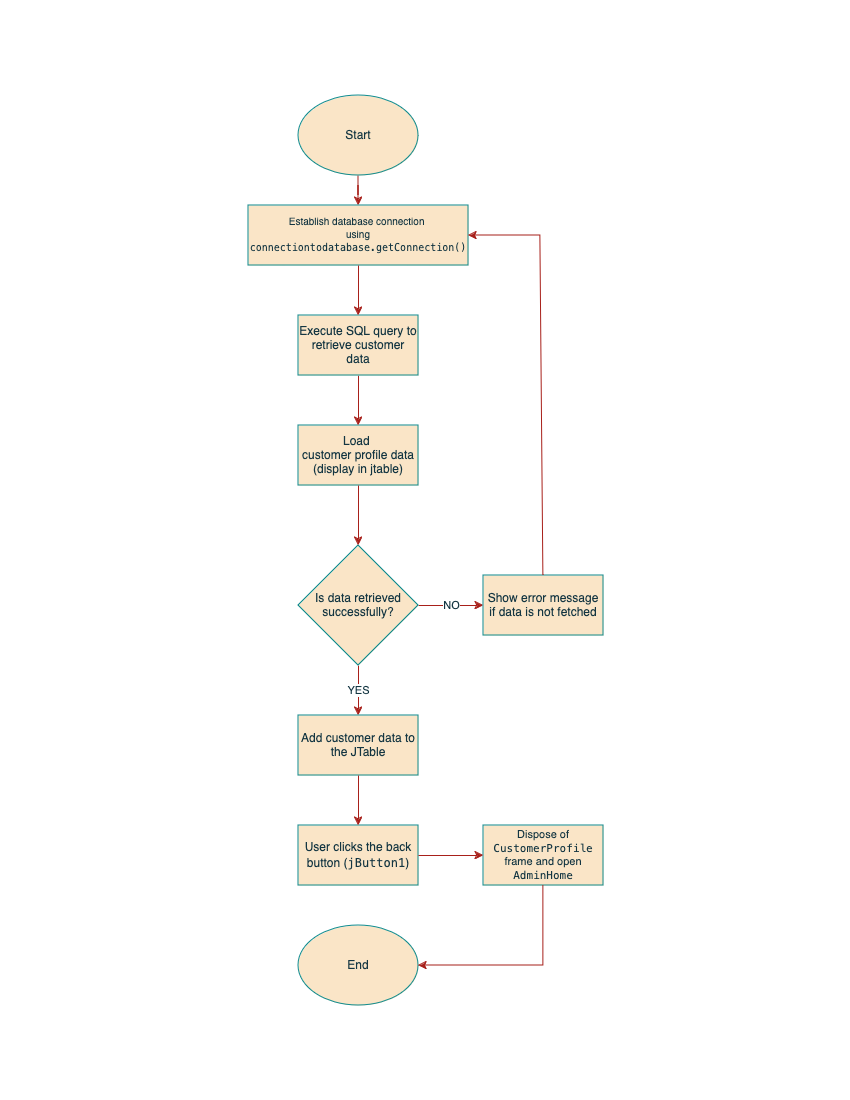 Start
Establish database connection
using
connectiontodatabase.getConnection()
Execute SQL query to
retrieve customer
data
Load
customer profile data
(display in jtable)
Is data retrieved
successfully?
NO
Show error message
if data is not fetched
YES
Add customer data to
the JTable
User clicks the back
button (jButton1)
Dispose of
CustomerProfile
frame and open
AdminHome
End